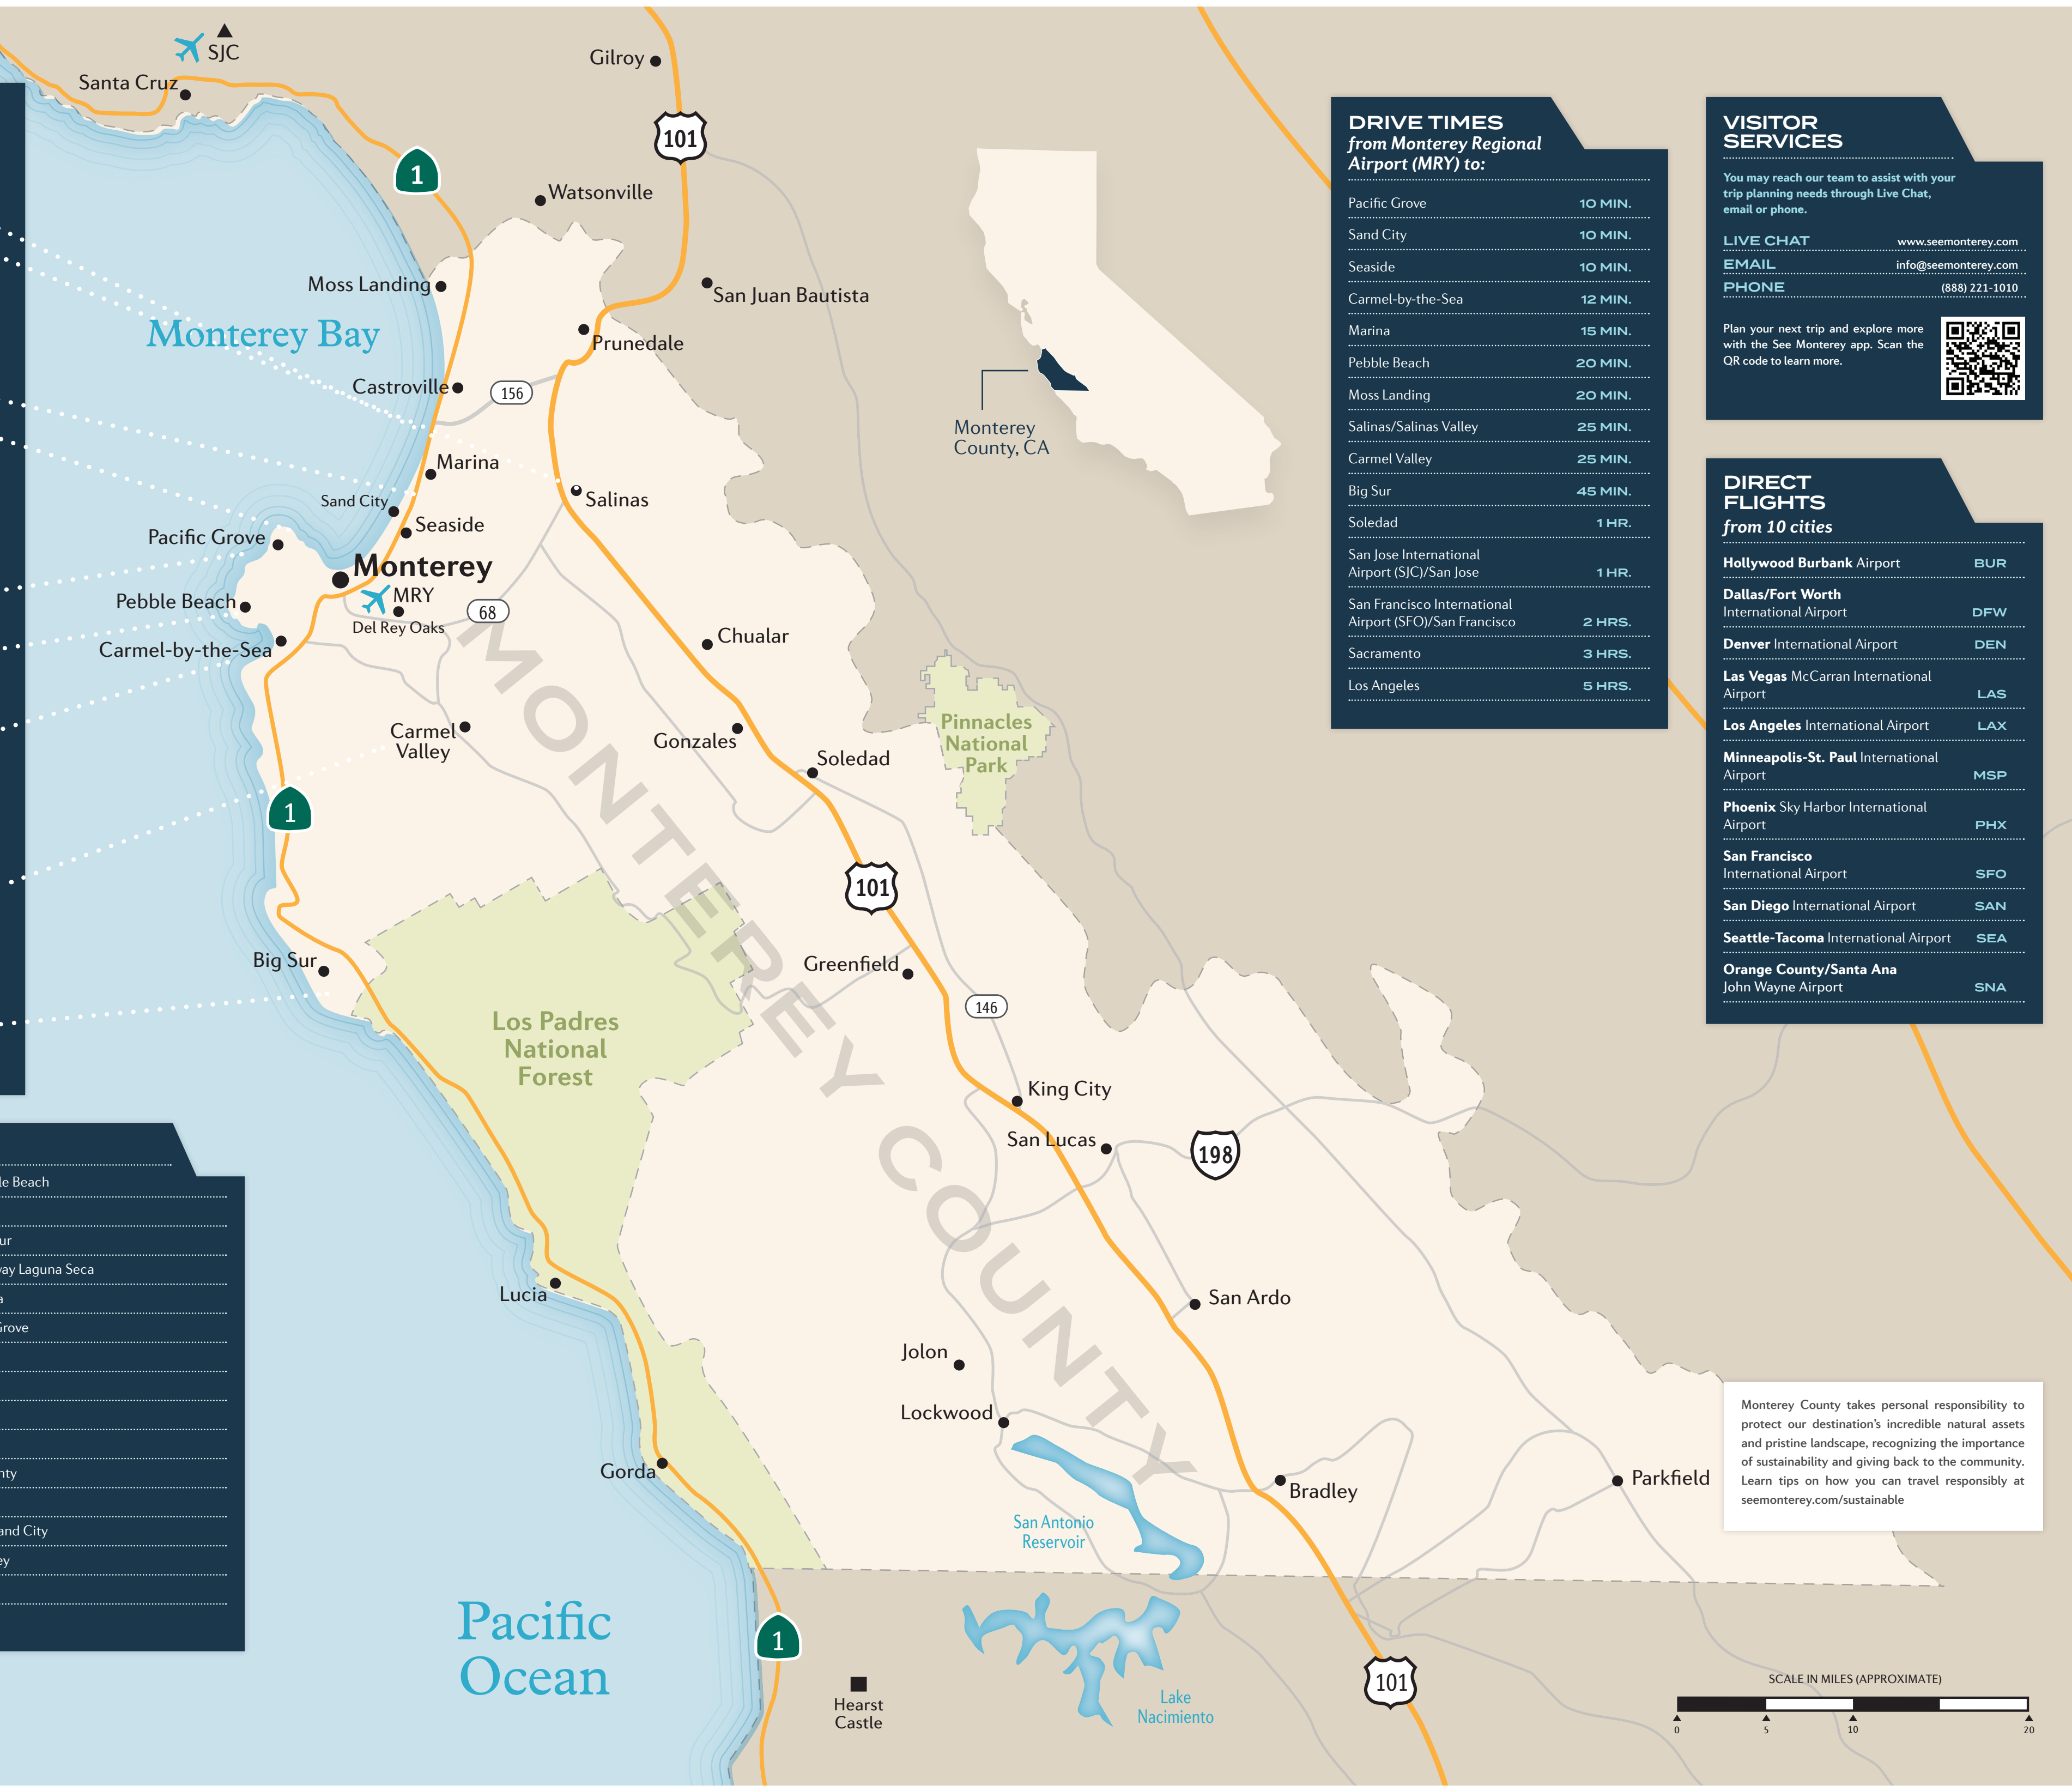 SJC
Santa Cruz
Gilroy
101
1
Watsonville
Moss Landing
San Juan Bautista
Monterey Bay
Prunedale
Castroville
156
Marina
Sand City
Salinas
Seaside
Pacific Grove
Monterey
MRY
Pebble Beach
68
Del Rey Oaks
Carmel-by-the-Sea
Chualar
MONTEREY COUNTY
Carmel
Valley
Gonzales
Soledad
Pinnacles
National
Park
1
101
Big Sur
Greenfield
146
Los Padres
National
Forest
King City
San Lucas
198
Lucia
San Ardo
Jolon
Lockwood
Gorda
Bradley
Parkfield
San Antonio
Reservoir
Pacific
Ocean
1
Hearst
Castle
Lake
Nacimiento
101
Monterey
County, CA
DRIVE TIMES
from Monterey Regional
Airport (MRY) to:
Pacific Grove 10 MIN.
Sand City 10 MIN.
Seaside 10 MIN.
Carmel-by-the-Sea 12 MIN.
Marina 15 MIN.
Pebble Beach 20 MIN.
Moss Landing 20 MIN.
Salinas/Salinas Valley 25 MIN.
Carmel Valley 25 MIN.
Big Sur 45 MIN.
Soledad 1 HR.
San Jose International
Airport (SJC)/San Jose 1 HR.
San Francisco International
Airport (SFO)/San Francisco 2 HRS.
Sacramento 3 HRS.
Los Angeles 5 HRS.
VISITOR
SERVICES
You may reach our team to assist with your
trip planning needs through Live Chat,
email or phone.
LIVE CHAT www.seemonterey.com
EMAIL info@seemonterey.com
PHONE (888) 221-1010
Plan your next trip and explore more
with the See Monterey app. Scan the
QR code to learn more.
DIRECT
FLIGHTS
from 10 cities
Hollywood Burbank Airport BUR
Dallas/Fort Worth
International Airport DFW
Denver International Airport DEN
Las Vegas McCarran International
Airport LAS
Los Angeles International Airport LAX
Minneapolis-St. Paul International
Airport MSP
Phoenix Sky Harbor International
Airport PHX
San Francisco
International Airport SFO
San Diego International Airport SAN
Seattle-Tacoma International Airport SEA
Orange County/Santa Ana
John Wayne Airport SNA
Monterey County takes personal responsibility to
protect our destination's incredible natural assets
and pristine landscape, recognizing the importance
of sustainability and giving back to the community.
Learn tips on how you can travel responsibly at
seemonterey.com/sustainable
SCALE IN MILES (APPROXIMATE)
0 5 10 20
Beach
Laguna Seca
and City